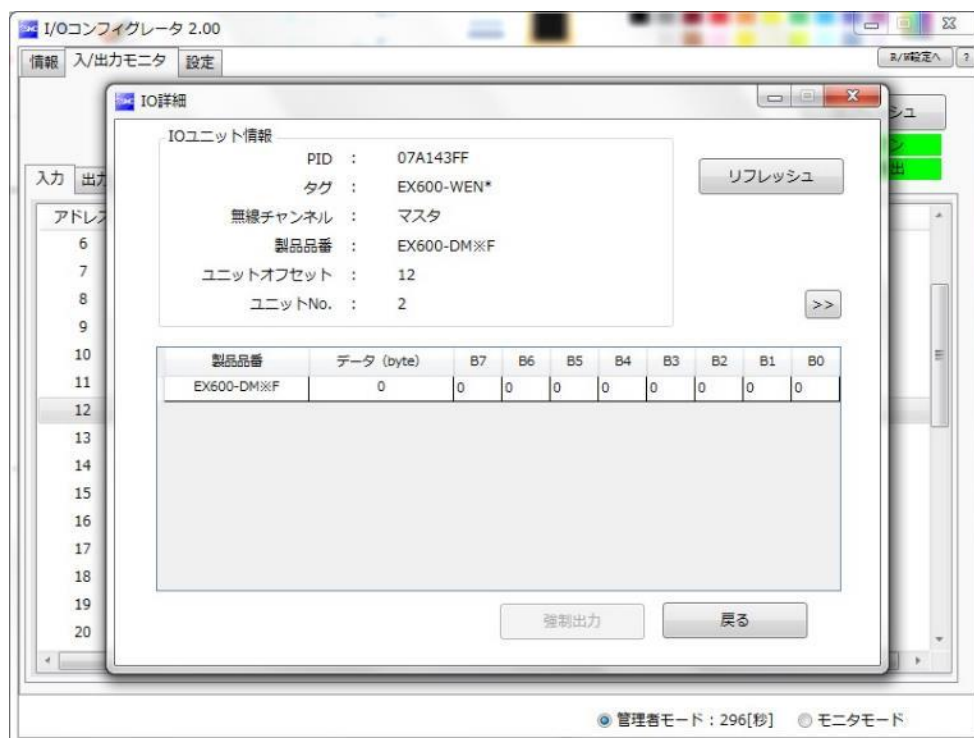 I/Oコンフィグレータ 2.00
情報 入/出力モニタ 設定
R/W設定へ ?
IO詳細
IOユニット情報
PID : 07A143FF
タグ : EX600-WEN*
無線チャンネル : マスタ
製品品番 : EX600-DM※F
ユニットオフセット : 12
ユニットNo. : 2
リフレッシュ
>>
製品品番 データ (byte) B7 B6 B5 B4 B3 B2 B1 B0
EX600-DM※F 0 0 0 0 0 0 0 0 0
強制出力 戻る
入力 出力
アドレス
6
7
8
9
10
11
12
13
14
15
16
17
18
19
20
管理者モード : 296[秒] モニタモード